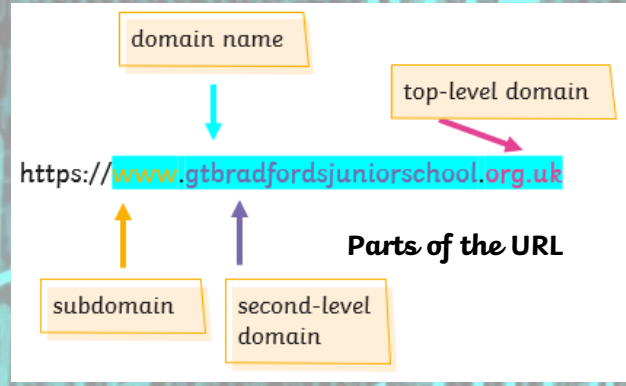 domain name
top-level domain
https://www.gtbradfordsjuniorschool.org.uk
Parts of the URL
subdomain
second-level
domain